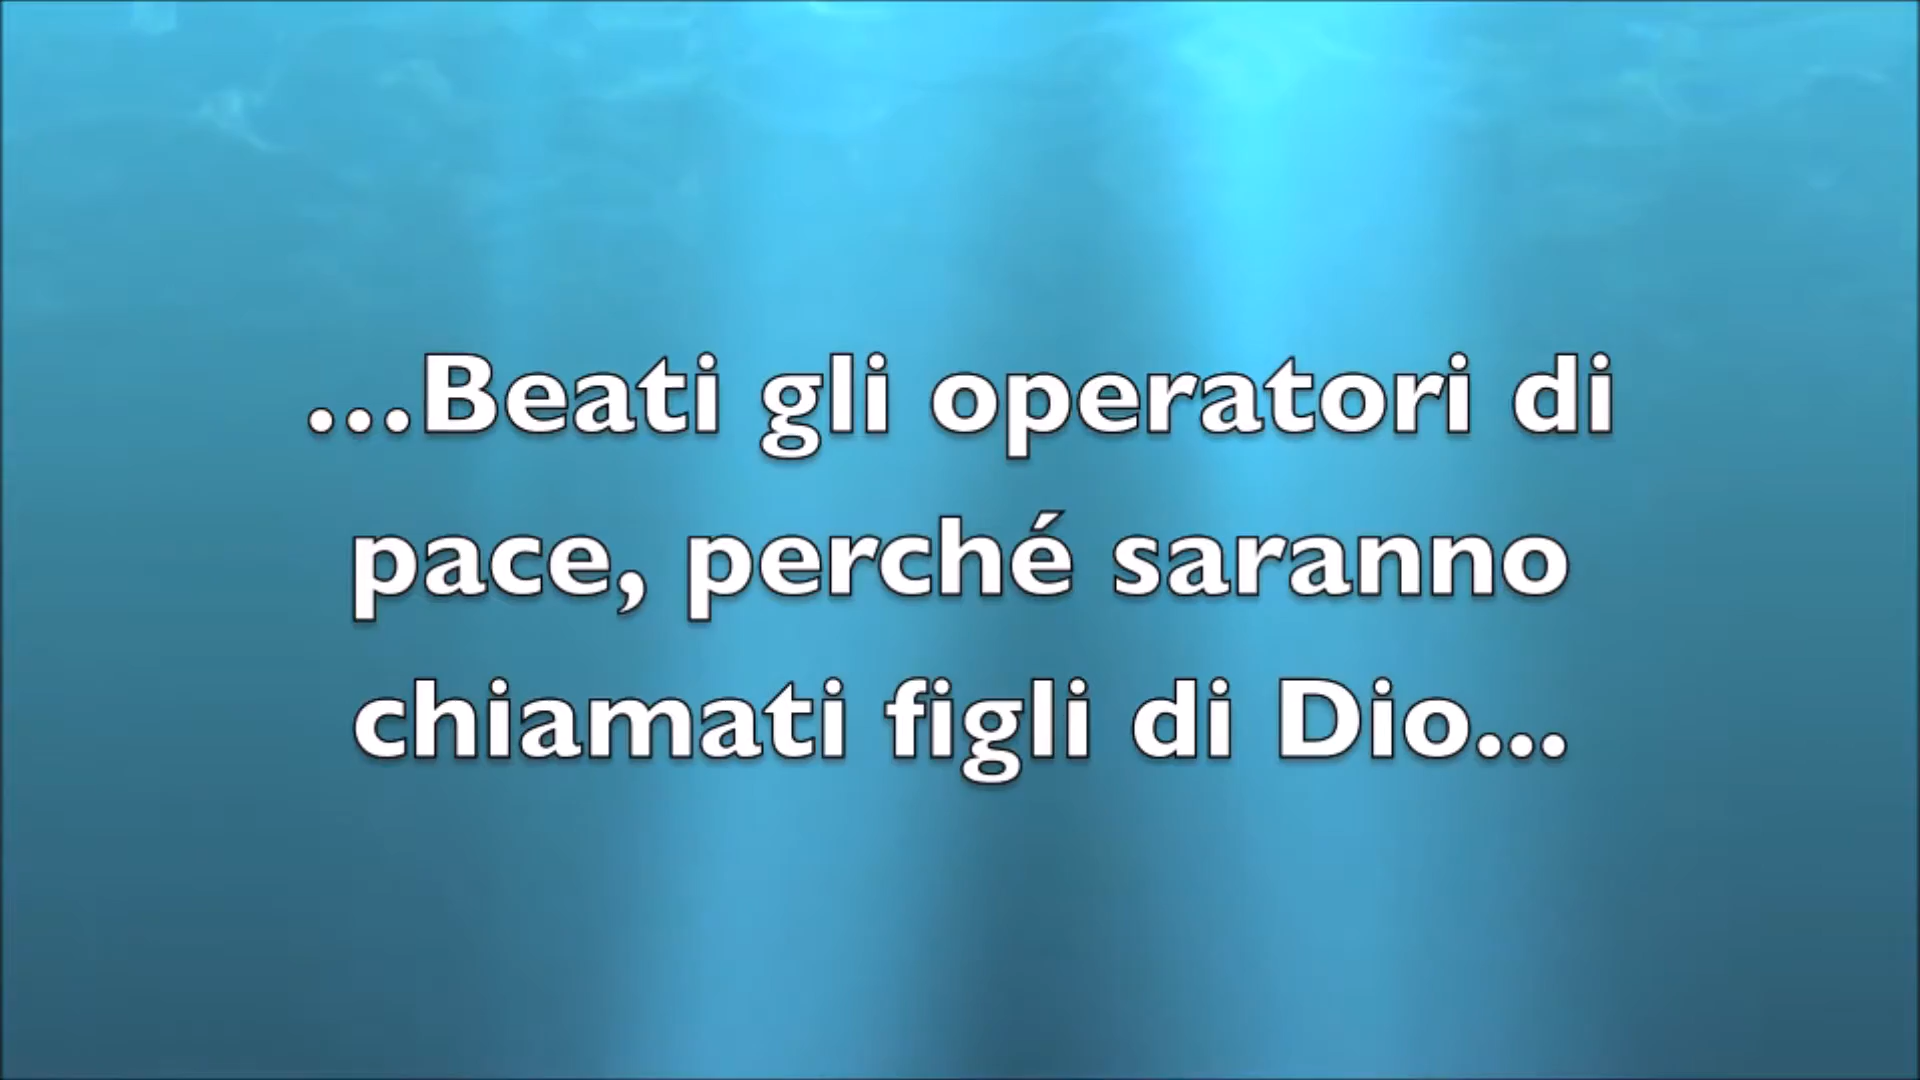 ...Beati gli operatori di
pace, perché saranno
chiamati figli di Dio...